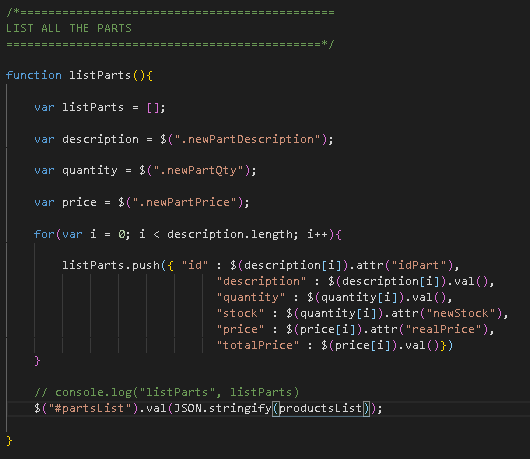 /*=============================================
LIST ALL THE PARTS
=============================================*/
function listParts(){
var listParts = [];
var description = $(".newPartDescription");
var quantity = $(".newPartQty");
var price = $(".newPartPrice");
for(var i = 0; i < description.length; i++){
listParts.push({ "id" : $(description[i]).attr("idPart"),
"description" : $(description[i]).val(),
"quantity" : $(quantity[i]).val(),
"stock" : $(quantity[i]).attr("newStock"),
"price" : $(price[i]).attr("realPrice"),
"totalPrice" : $(price[i]).val()})
}
// console.log("listParts", listParts)
$("#partsList").val(JSON.stringify(productsList));
}